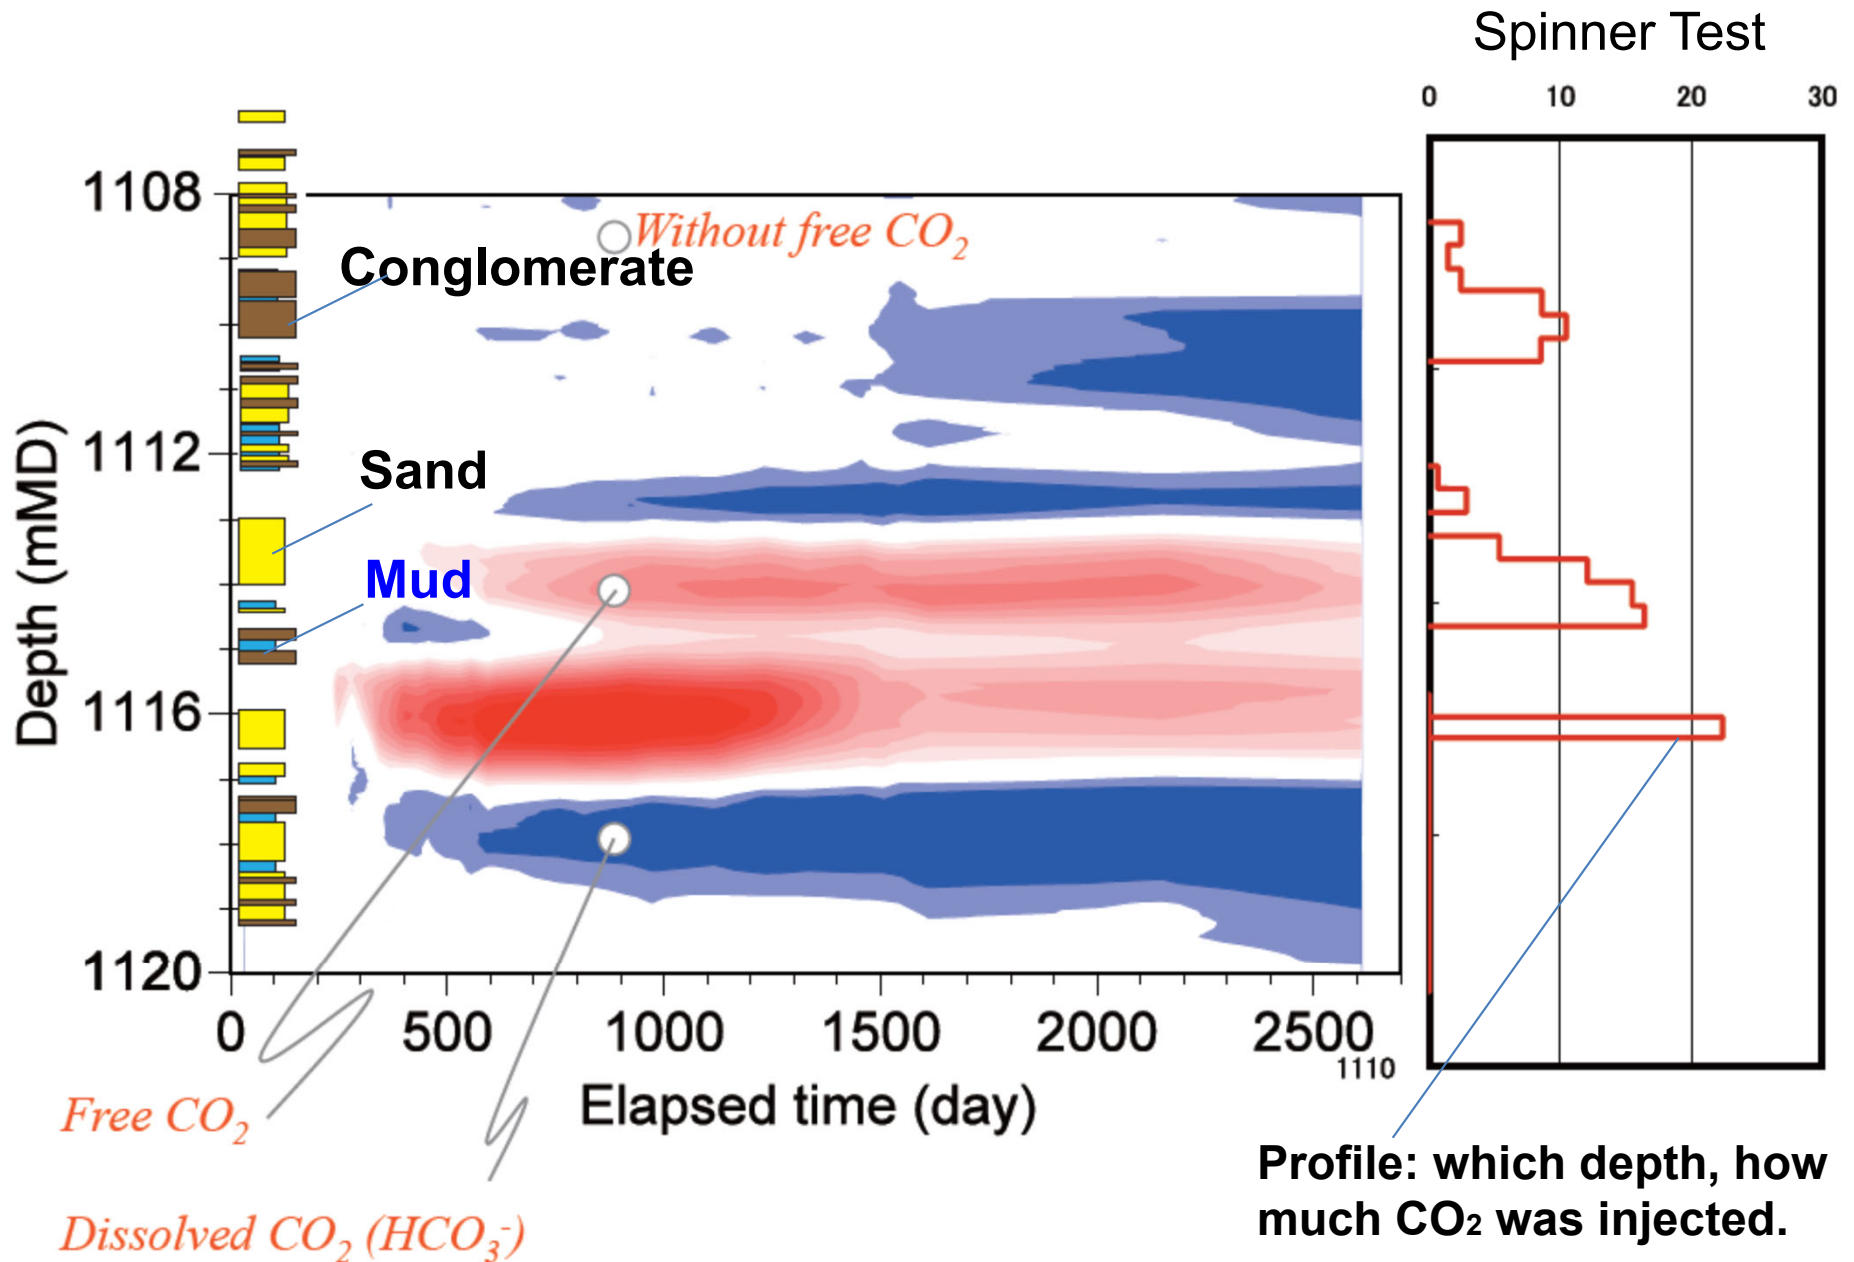 Spinner Test
0 10 20 30
1108
Without free CO₂
Conglomerate
1112
Sand
Mud
Depth (mMD)
1116
1120
0 500 1000 1500 2000 2500
1110
Elapsed time (day)
Free CO₂
Dissolved CO₂ (HCO₃⁻)
Profile: which depth, how
much CO₂ was injected.